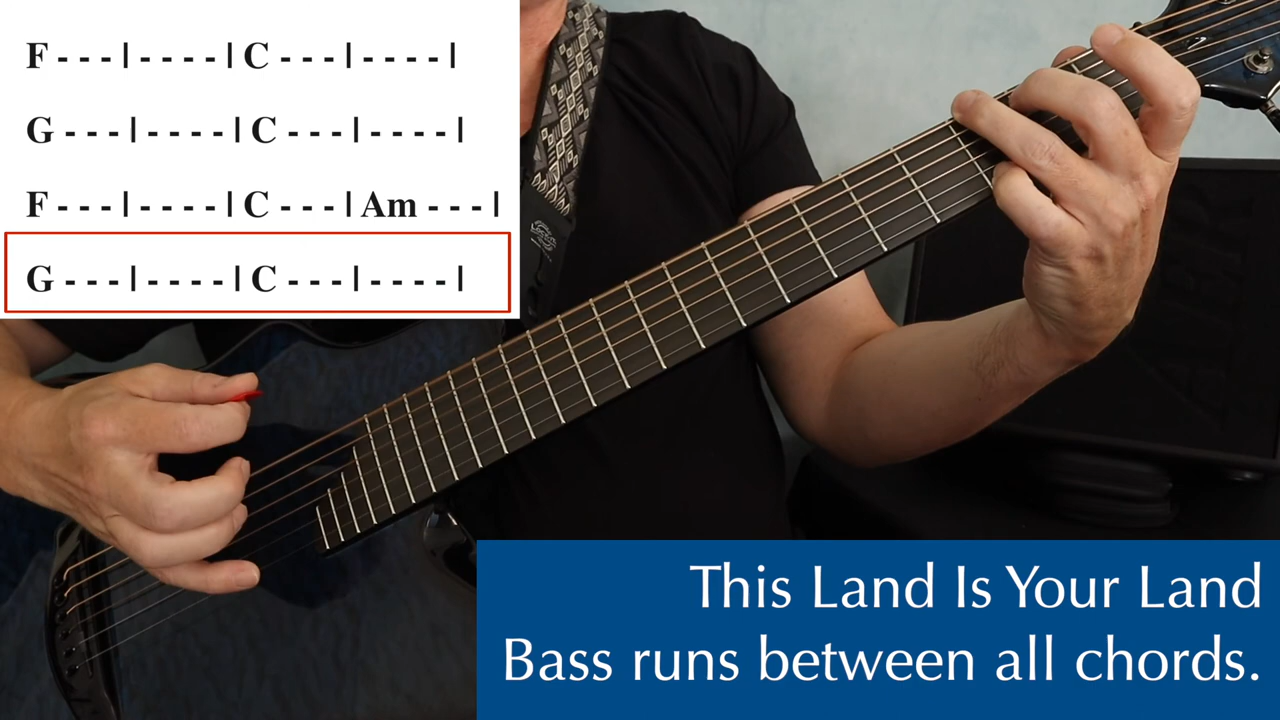 F - - - | - - - - | C - - - | - - - - |
G - - - | - - - - | C - - - | - - - - |
F - - - | - - - - | C - - - | Am - - - |
G - - - | - - - - | C - - - | - - - - |
This Land Is Your Land
Bass runs between all chords.